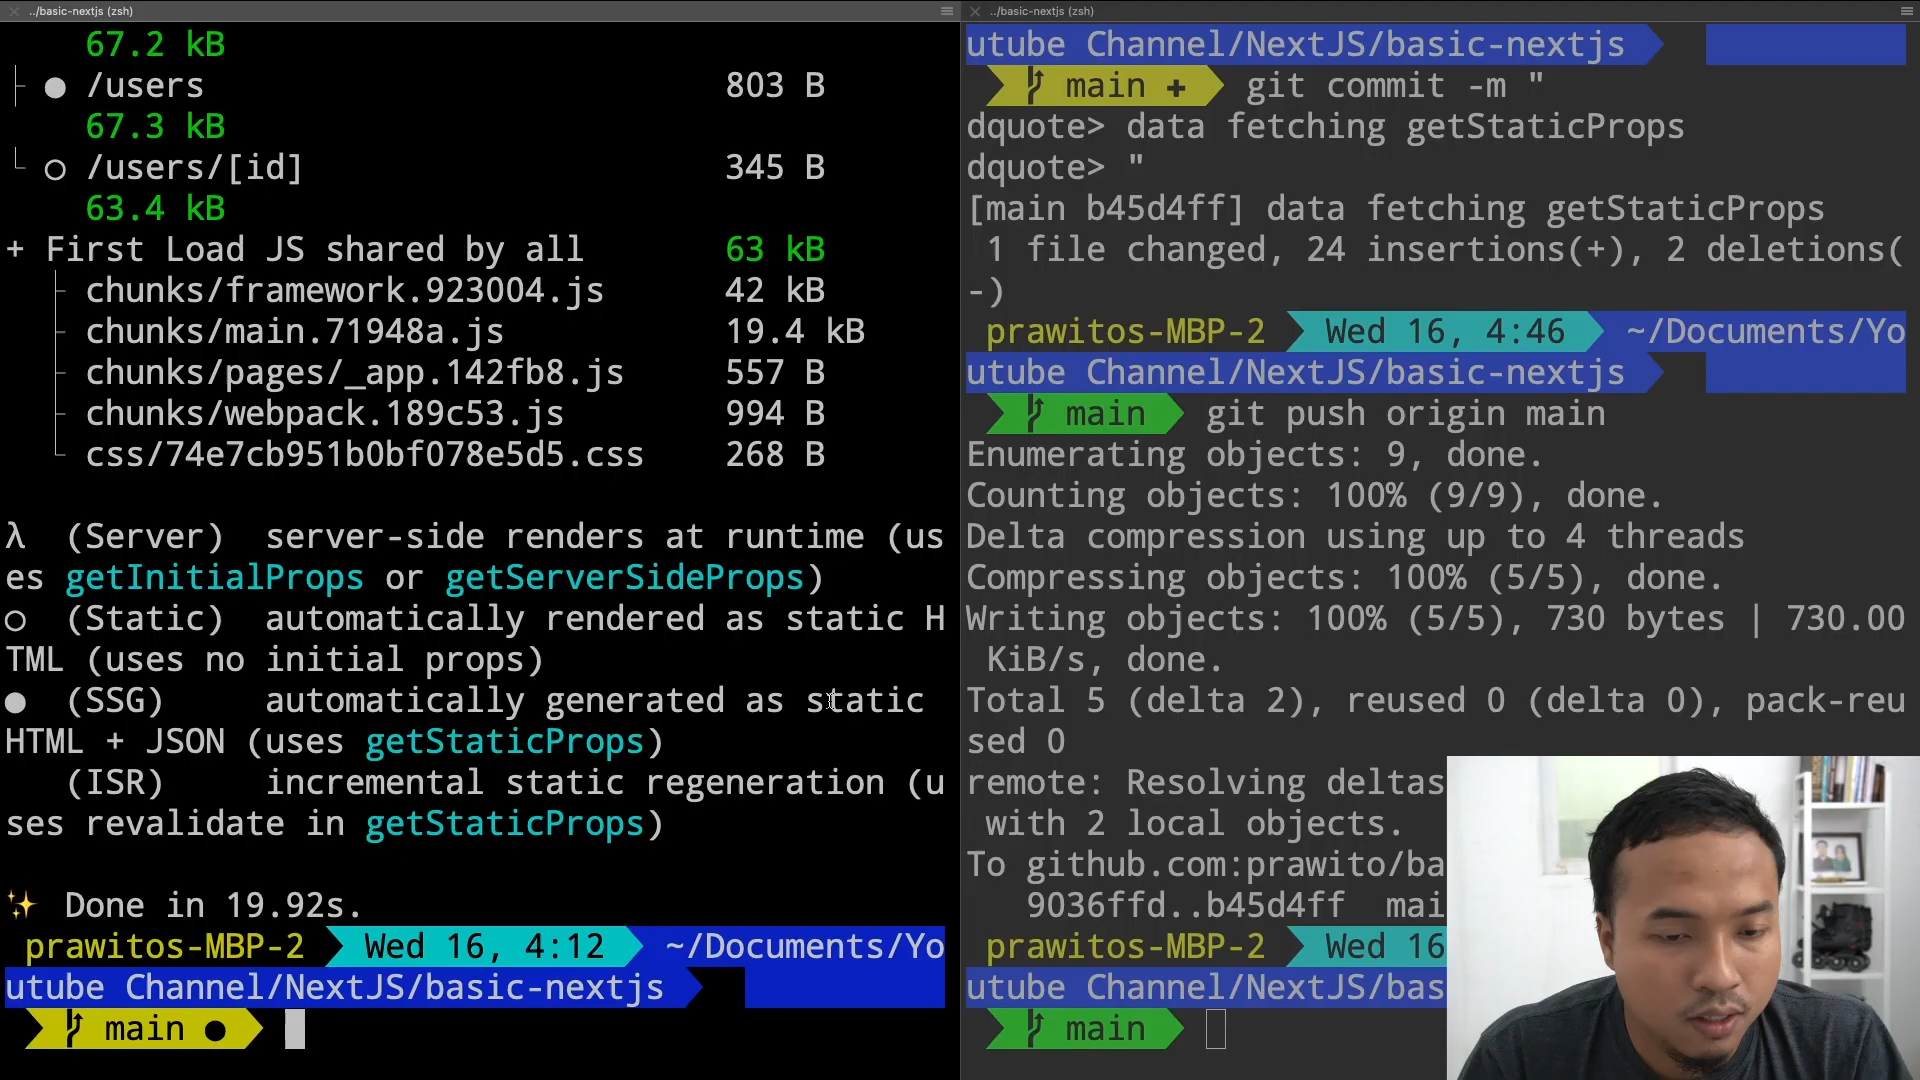 ../basic-nextjs (zsh)
67.2 kB
● /users 803 B
67.3 kB
○ /users/[id] 345 B
63.4 kB
+ First Load JS shared by all 63 kB
chunks/framework.923004.js 42 kB
chunks/main.71948a.js 19.4 kB
chunks/pages/_app.142fb8.js 557 B
chunks/webpack.189c53.js 994 B
css/74e7cb951b0bf078e5d5.css 268 B
λ (Server) server-side renders at runtime (us
es getInitialProps or getServerSideProps)
○ (Static) automatically rendered as static H
TML (uses no initial props)
● (SSG) automatically generated as static
HTML + JSON (uses getStaticProps)
(ISR) incremental static regeneration (u
ses revalidate in getStaticProps)
✨ Done in 19.92s.
prawitos-MBP-2 Wed 16, 4:12 ~/Documents/Yo
utube Channel/NextJS/basic-nextjs
main ●
../basic-nextjs (zsh)
utube Channel/NextJS/basic-nextjs
main + git commit -m "
dquote> data fetching getStaticProps
dquote> "
[main b45d4ff] data fetching getStaticProps
1 file changed, 24 insertions(+), 2 deletions(
-)
prawitos-MBP-2 Wed 16, 4:46 ~/Documents/Yo
utube Channel/NextJS/basic-nextjs
main git push origin main
Enumerating objects: 9, done.
Counting objects: 100% (9/9), done.
Delta compression using up to 4 threads
Compressing objects: 100% (5/5), done.
Writing objects: 100% (5/5), 730 bytes | 730.00
KiB/s, done.
Total 5 (delta 2), reused 0 (delta 0), pack-reu
sed 0
remote: Resolving deltas
with 2 local objects.
To github.com:prawito/ba
9036ffd..b45d4ff mai
prawitos-MBP-2 Wed 16
utube Channel/NextJS/bas
main